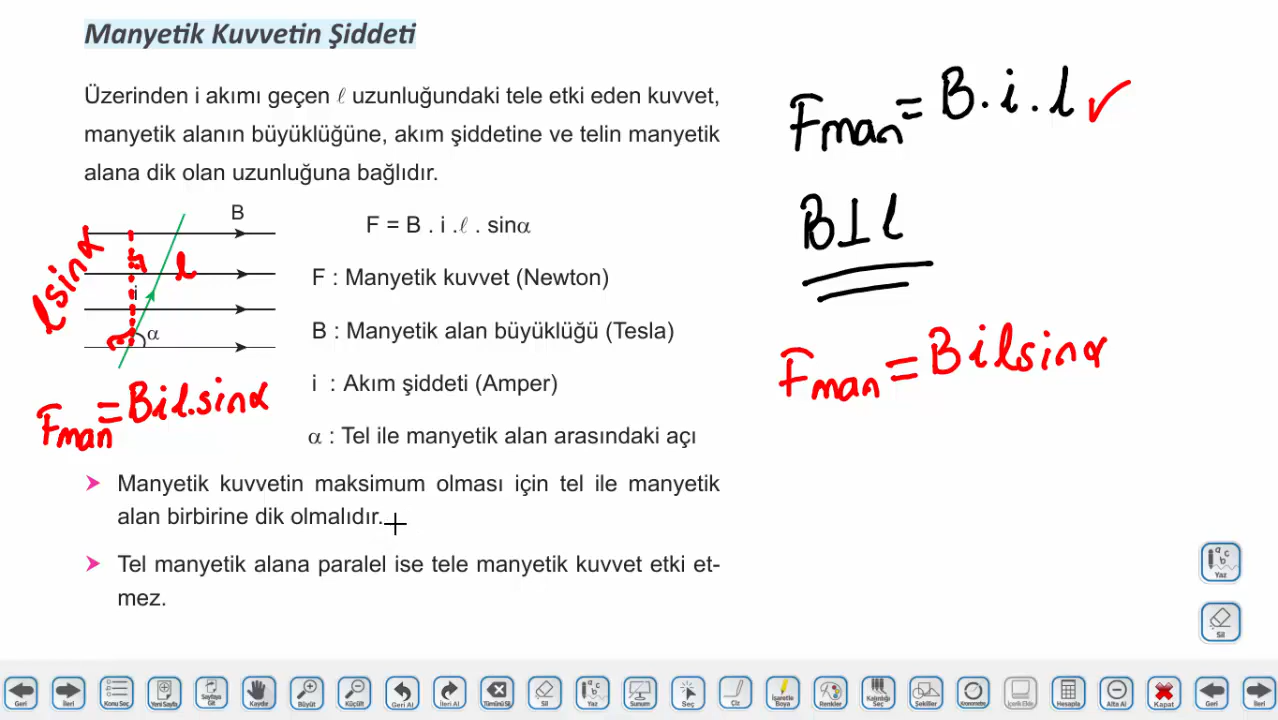 Manyetik Kuvvetin Şiddeti
Üzerinden i akımı geçen ℓ uzunluğundaki tele etki eden kuvvet,
manyetik alanın büyüklüğüne, akım şiddetine ve telin manyetik
alana dik olan uzunluğuna bağlıdır.
B
F = B . i .ℓ . sinα
ℓ sinα
ℓ
i
α
F : Manyetik kuvvet (Newton)
B : Manyetik alan büyüklüğü (Tesla)
i : Akım şiddeti (Amper)
α : Tel ile manyetik alan arasındaki açı
Fman = Biℓ.sinα
Manyetik kuvvetin maksimum olması için tel ile manyetik
alan birbirine dik olmalıdır.
Tel manyetik alana paralel ise tele manyetik kuvvet etki et-
mez.
Fman = B.i.ℓ ✓
B⊥ℓ
Fman = Biℓsinα
Yaz
Sil
Geri
İleri
Konu Seç
Yeni Sayfa
Sayfaya Git
Kaydır
Büyüt
Küçült
Geri Al
İleri Al
Tümünü Sil
Sil
Yaz
Sunum
Seç
Çiz
İşaretle Boya
Renkler
Kalınlığı Seç
Şekiller
Kronometre
İçerik Ekle
Hesapla
Alta Al
Kapat
Geri
İleri